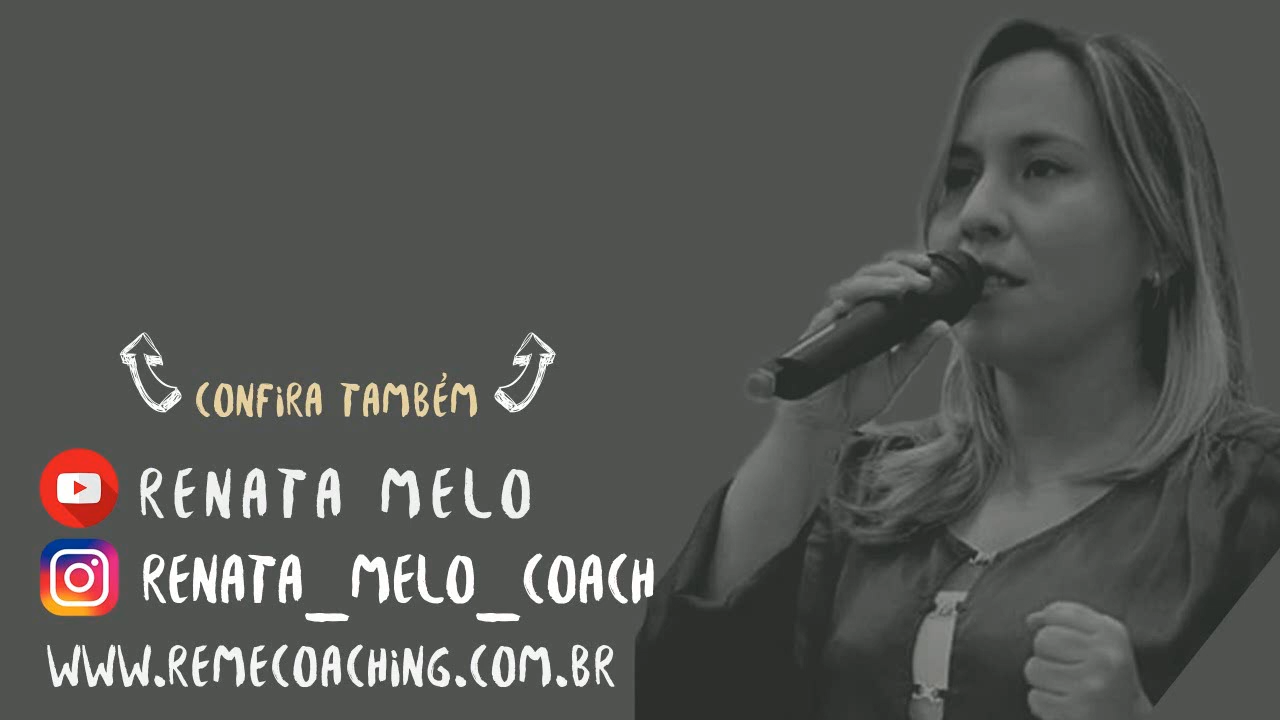 CONFIRA TAMBÉM
RENATA MELO
RENATA_MELO_COACH
WWW.REMECOACHING.COM.BR